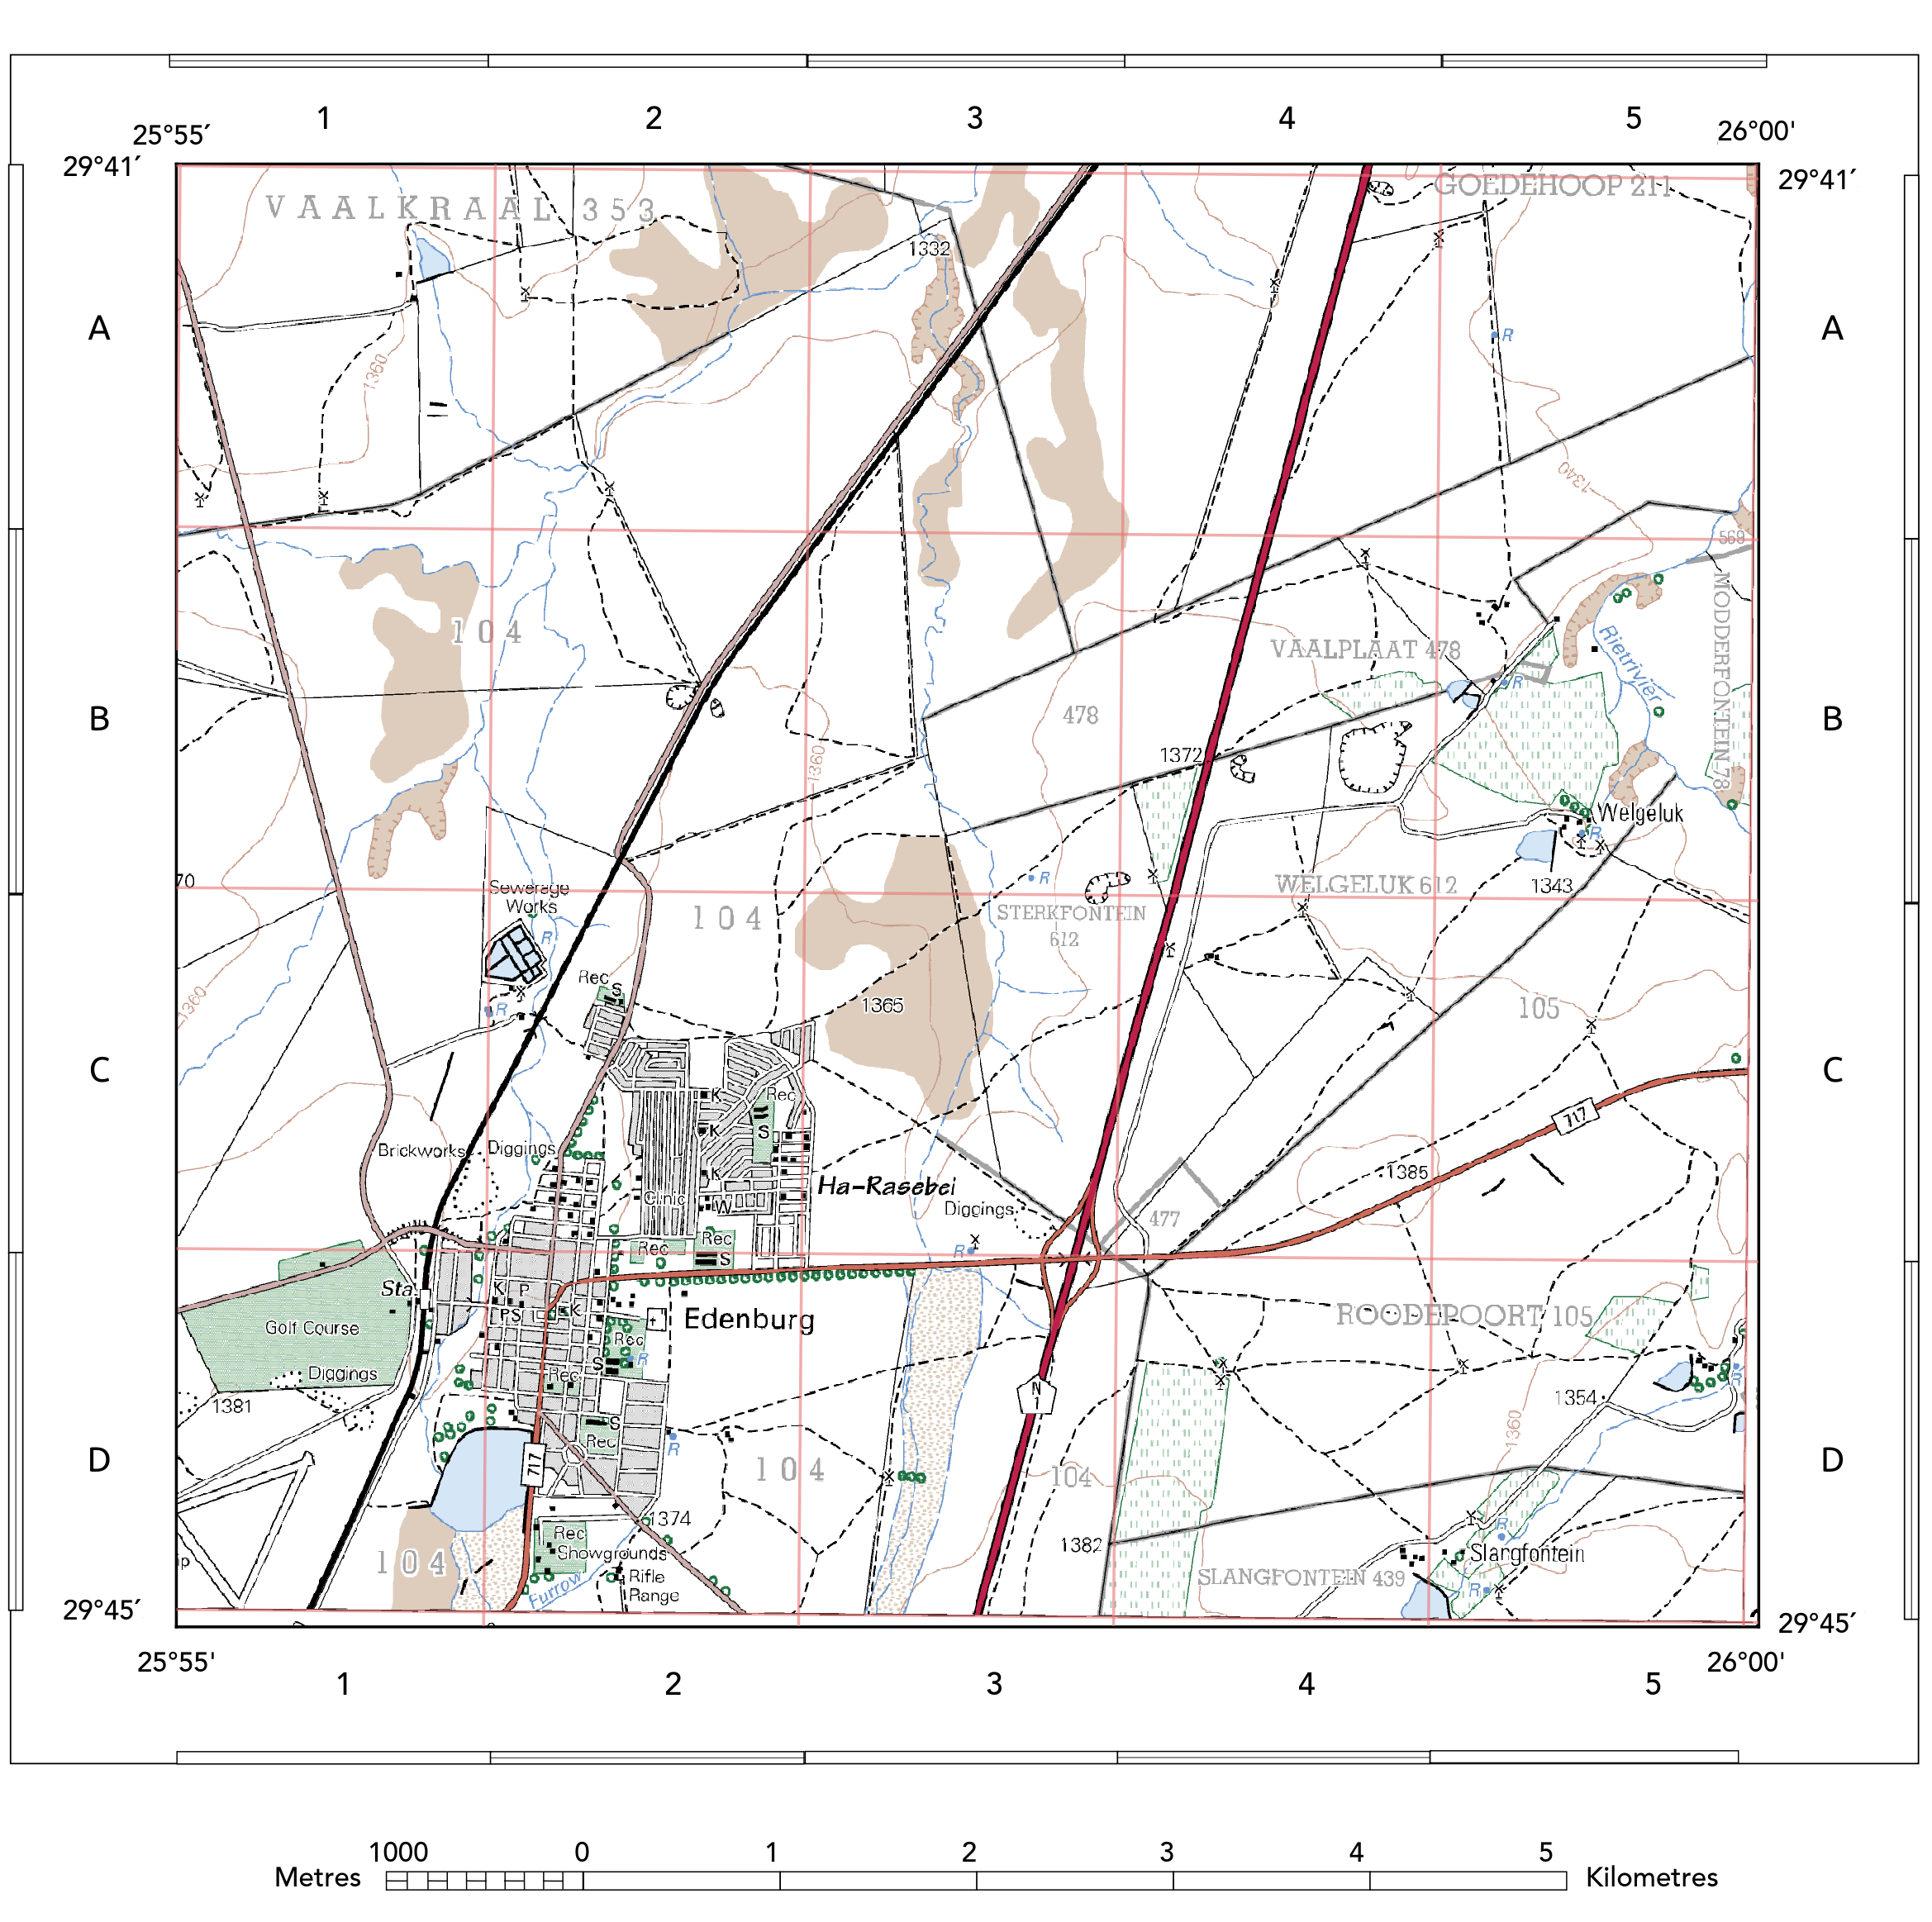 1 2 3 4 5
25°55′ 26°00'
29°41′ 29°41′
VAALKRAAL 353
GOEDEHOOP 211
1332
A A
R
1360
1340
569
104
VAALPLAAT 478
Rietrivier
MODDERFONTEIN 78
R
478
B B
1360
1372
Welgeluk
R
1343
70
Sewerage
Works
R
R
WELGELUK 612
104
STERKFONTEIN
612
R
Rec
S
1360
1365
105
R
C C
K
Rec
K
S
717
Brickworks
Diggings
K
1385
Clinic
W
Ha-Rasebei
Diggings
477
Rec
Rec
S
R
Sta.
K
P
PS
K
Edenburg
ROODEPOORT 105
Golf Course
Rec
S
R
Diggings
Rec
R
1381
N
1
1354
S
Rec
R
1360
D D
717
104
104
1374
1382
Rec
Showgrounds
104
R
Slangfontein
p
Furrow
Rifle
Range
SLANGFONTEIN 439
R
29°45′ 29°45′
25°55' 26°00'
1 2 3 4 5
1000 0 1 2 3 4 5
Metres Kilometres